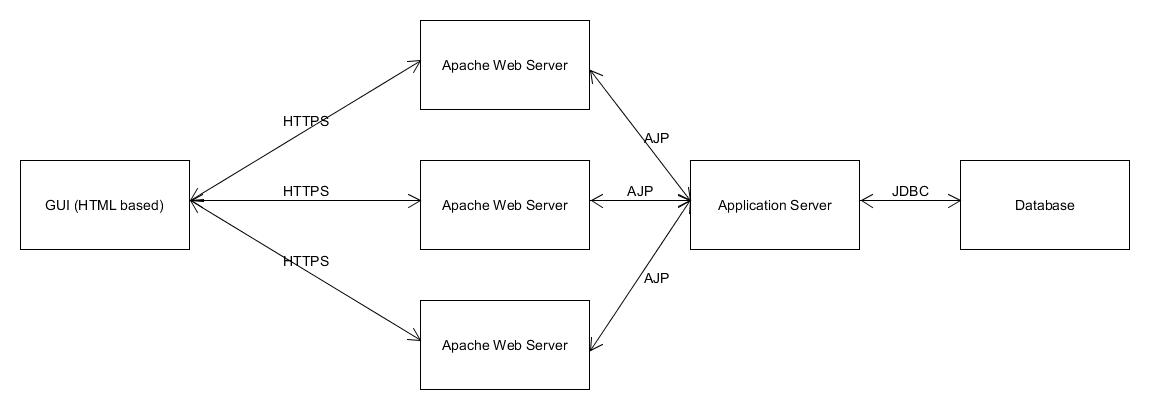 Apache Web Server
HTTPS
AJP
GUI (HTML based)
HTTPS
Apache Web Server
AJP
Application Server
JDBC
Database
HTTPS
AJP
Apache Web Server